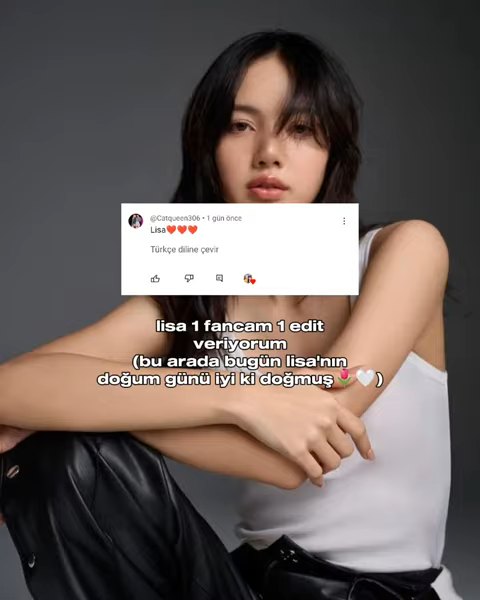 @Catqueen306 • 1 gün önce
Lisa❤️❤️❤️
Türkçe diline çevir
lisa 1 fancam 1 edit
veriyorum
(bu arada bugün lisa'nın
doğum günü iyi ki doğmuş🌷🤍)